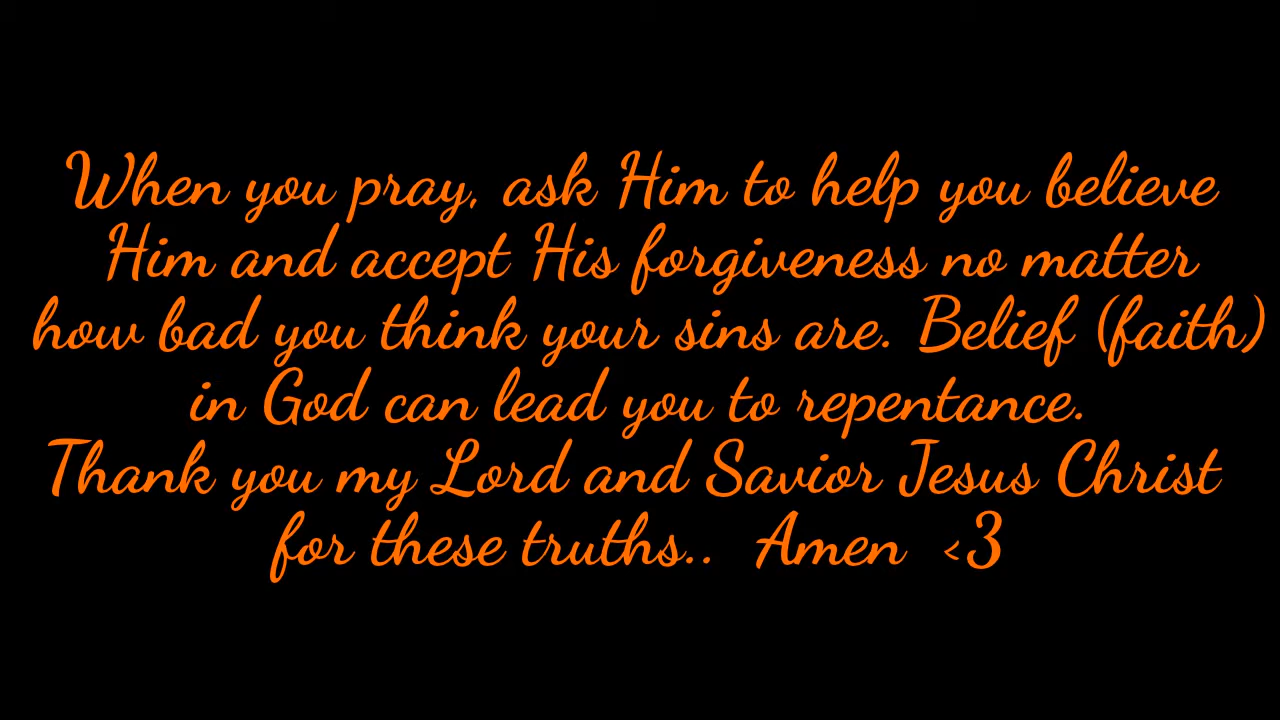 When you pray, ask Him to help you believe
Him and accept His forgiveness no matter
how bad you think your sins are. Belief (faith)
in God can lead you to repentance.
Thank you my Lord and Savior Jesus Christ
for these truths.. Amen <3